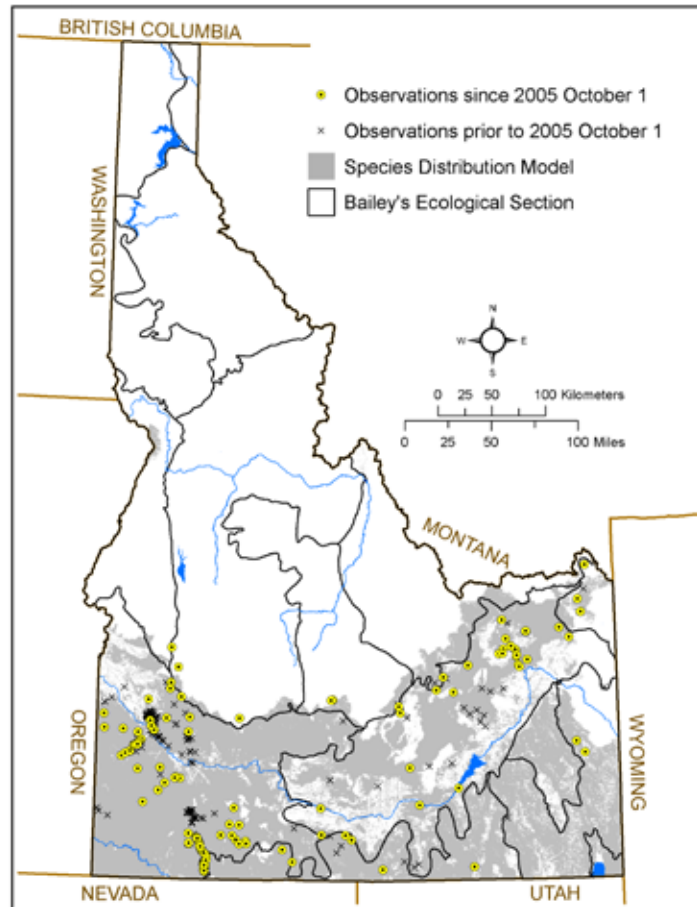 BRITISH COLUMBIA
Observations since 2005 October 1
Observations prior to 2005 October 1
Species Distribution Model
Bailey's Ecological Section
WASHINGTON
N
W E
S
0 25 50 100 Kilometers
0 25 50 100 Miles
MONTANA
OREGON
WYOMING
NEVADA
UTAH